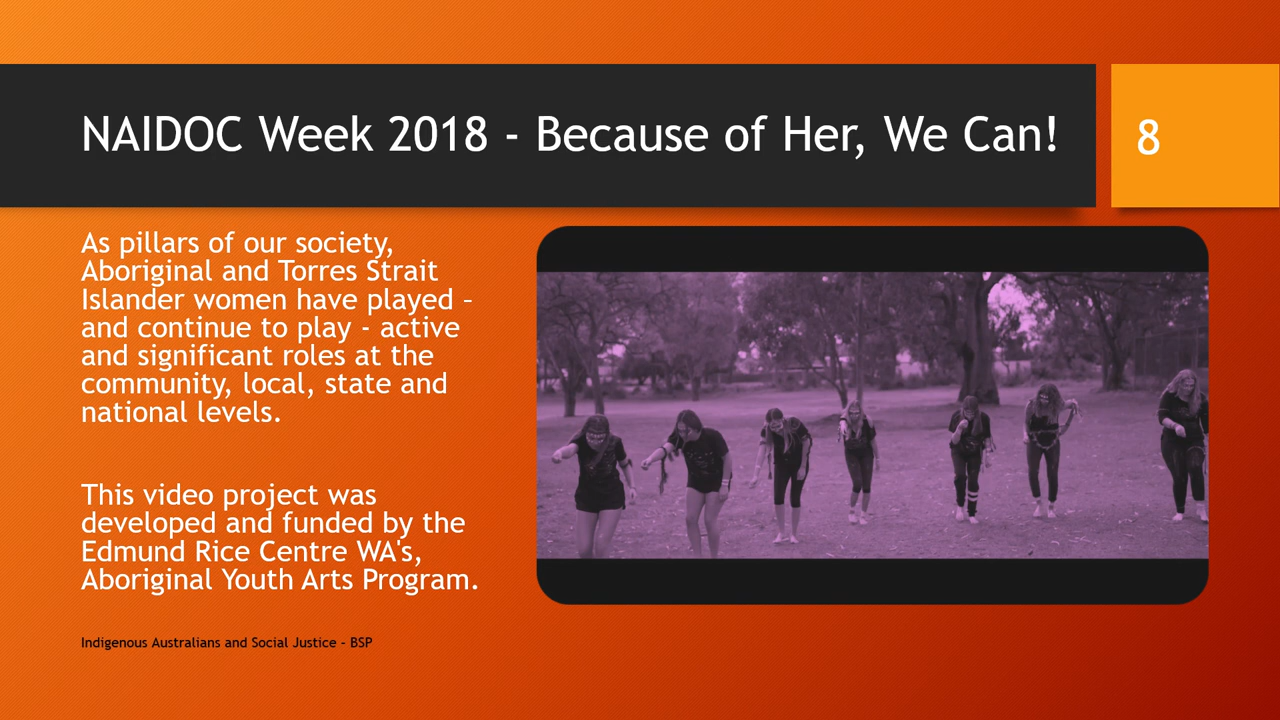 NAIDOC Week 2018 - Because of Her, We Can!
8
As pillars of our society,
Aboriginal and Torres Strait
Islander women have played –
and continue to play - active
and significant roles at the
community, local, state and
national levels.
This video project was
developed and funded by the
Edmund Rice Centre WA's,
Aboriginal Youth Arts Program.
Indigenous Australians and Social Justice - BSP